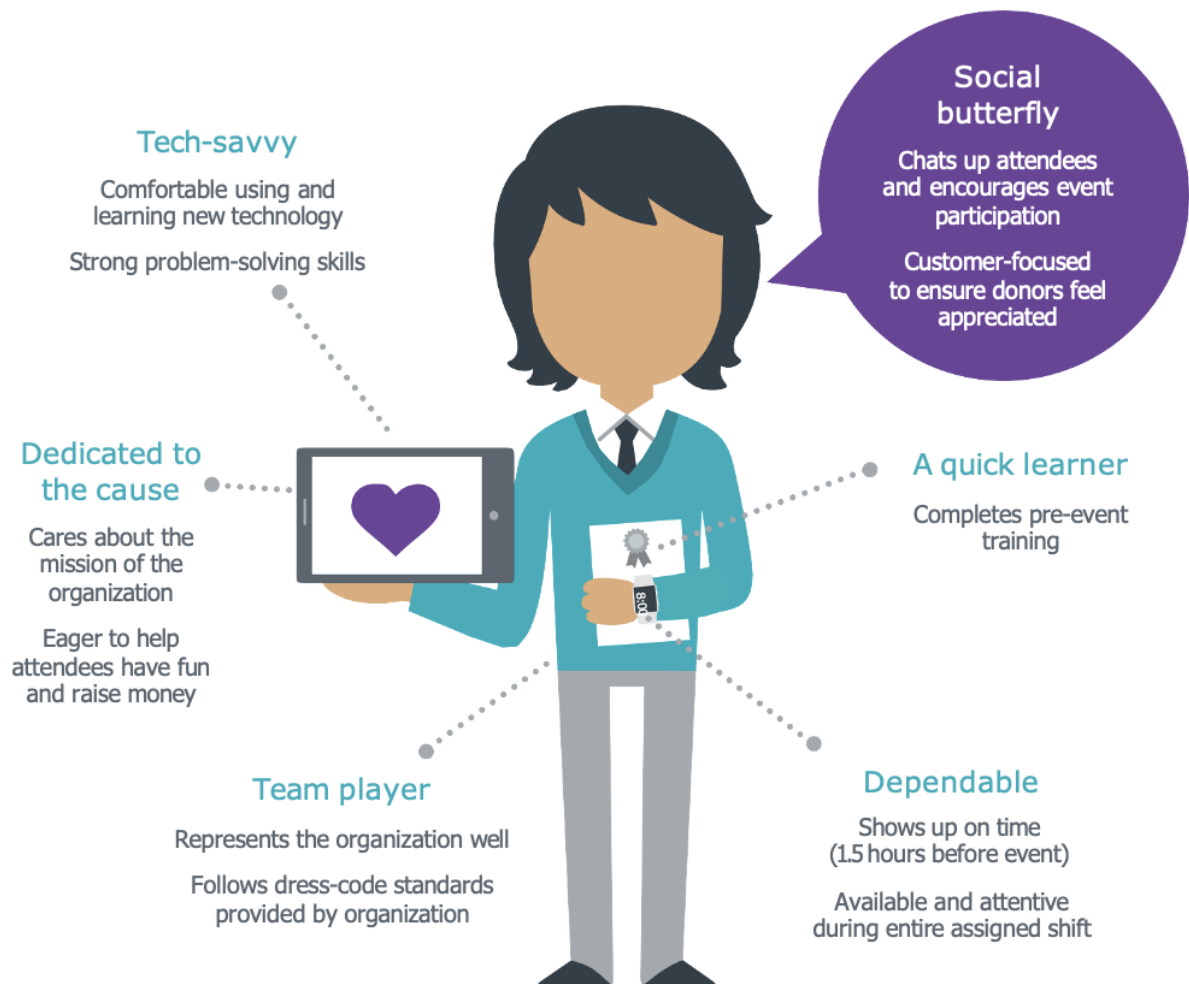 Social
butterfly
Chats up attendees
and encourages event
participation
Customer-focused
to ensure donors feel
appreciated
Tech-savvy
Comfortable using and
learning new technology
Strong problem-solving skills
Dedicated to
the cause
Cares about the
mission of the
organization
Eager to help
attendees have fun
and raise money
A quick learner
Completes pre-event
training
8:00
Team player
Represents the organization well
Follows dress-code standards
provided by organization
Dependable
Shows up on time
(1.5 hours before event)
Available and attentive
during entire assigned shift